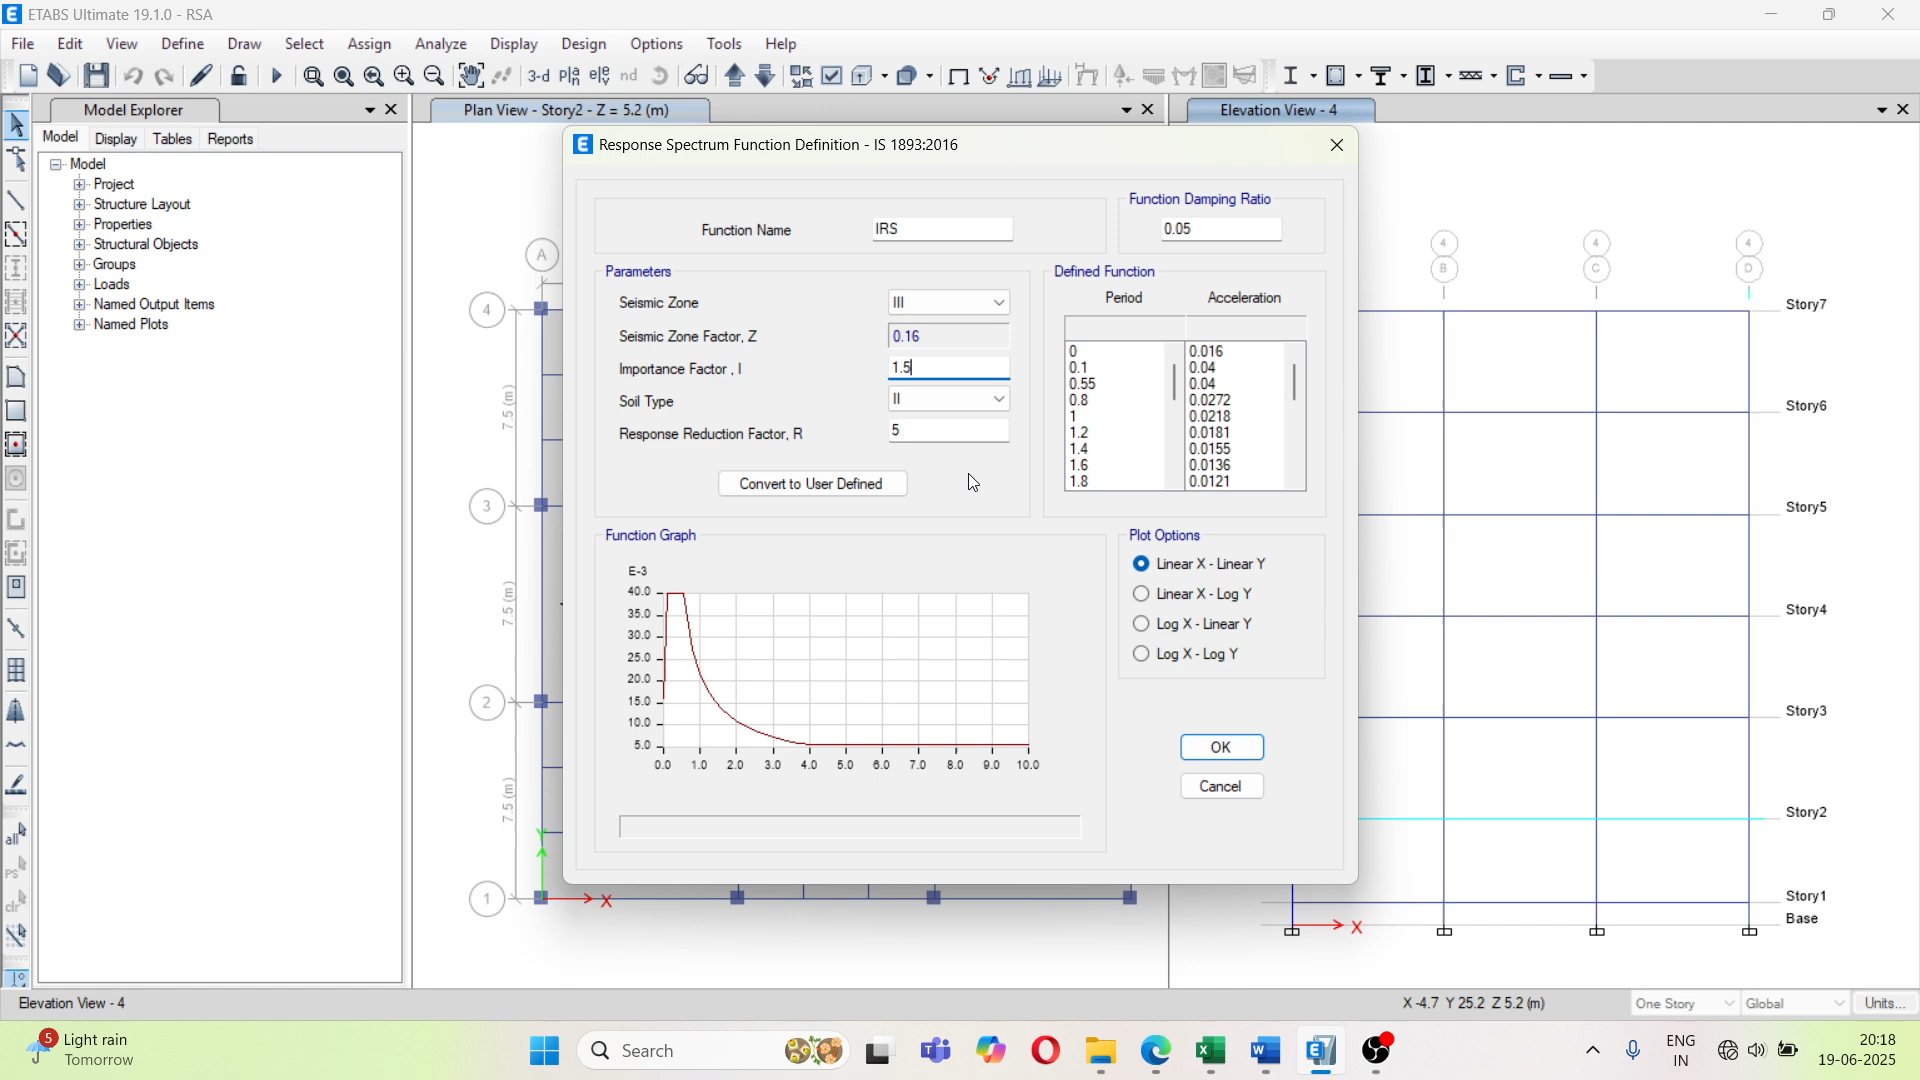 ETABS Ultimate 19.1.0 - RSA
File Edit View Define Draw Select Assign Analyze Display Design Options Tools Help
3-d pla elev nd
Model Explorer
Plan View - Story2 - Z = 5.2 (m)
Elevation View - 4
Model Display Tables Reports
Model
Project
Structure Layout
Properties
Structural Objects
Groups
Loads
Named Output Items
Named Plots
Response Spectrum Function Definition - IS 1893:2016
Function Name IRS
Function Damping Ratio
0.05
Parameters
Seismic Zone III
Seismic Zone Factor, Z 0.16
Importance Factor , I 1.5
Soil Type II
Response Reduction Factor, R 5
Convert to User Defined
Defined Function
Period Acceleration
0 0.016
0.1 0.04
0.55 0.04
0.8 0.0272
1 0.0218
1.2 0.0181
1.4 0.0155
1.6 0.0136
1.8 0.0121
Function Graph
E-3
40.0
35.0
30.0
25.0
20.0
15.0
10.0
5.0
0.0 1.0 2.0 3.0 4.0 5.0 6.0 7.0 8.0 9.0 10.0
Plot Options
Linear X - Linear Y
Linear X - Log Y
Log X - Linear Y
Log X - Log Y
OK
Cancel
A
4
3
2
1
7.5 (m)
7.5 (m)
7.5 (m)
Y
X
4 4 4
B C D
Story7
Story6
Story5
Story4
Story3
Story2
Story1
Base
X
all
PS
clr
Elevation View - 4
X -4.7 Y 25.2 Z 5.2 (m)
One Story
Global
Units...
5
Light rain
Tomorrow
Search
ENG
IN
20:18
19-06-2025